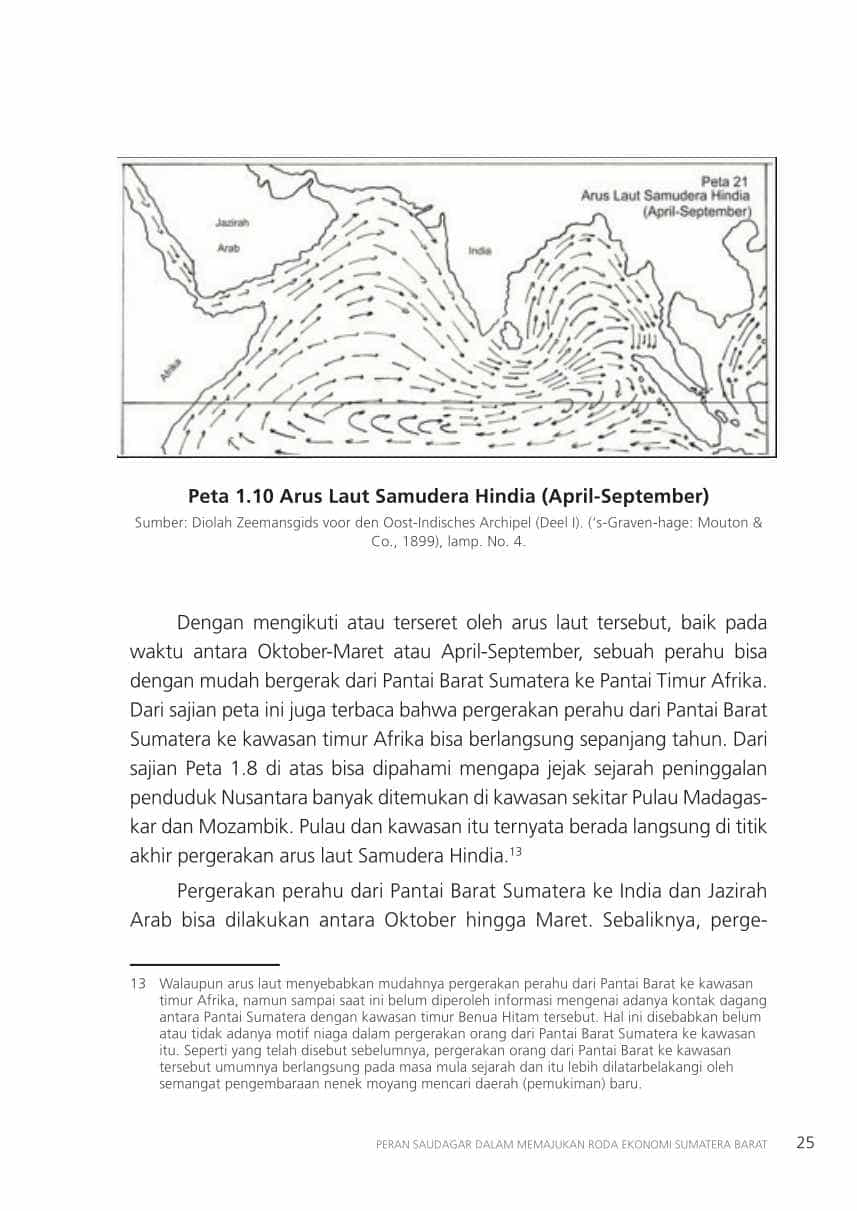 Peta 21
Arus Laut Samudera Hindia
(April-September)
Jazirah
Arab
India
Afrika
Peta 1.10 Arus Laut Samudera Hindia (April-September)
Sumber: Diolah Zeemansgids voor den Oost-Indisches Archipel (Deel I). (‘s-Graven-hage: Mouton &
Co., 1899), lamp. No. 4.
Dengan mengikuti atau terseret oleh arus laut tersebut, baik pada
waktu antara Oktober-Maret atau April-September, sebuah perahu bisa
dengan mudah bergerak dari Pantai Barat Sumatera ke Pantai Timur Afrika.
Dari sajian peta ini juga terbaca bahwa pergerakan perahu dari Pantai Barat
Sumatera ke kawasan timur Afrika bisa berlangsung sepanjang tahun. Dari
sajian Peta 1.8 di atas bisa dipahami mengapa jejak sejarah peninggalan
penduduk Nusantara banyak ditemukan di kawasan sekitar Pulau Madagas-
kar dan Mozambik. Pulau dan kawasan itu ternyata berada langsung di titik
akhir pergerakan arus laut Samudera Hindia.13
Pergerakan perahu dari Pantai Barat Sumatera ke India dan Jazirah
Arab bisa dilakukan antara Oktober hingga Maret. Sebaliknya, perge-
13 Walaupun arus laut menyebabkan mudahnya pergerakan perahu dari Pantai Barat ke kawasan
timur Afrika, namun sampai saat ini belum diperoleh informasi mengenai adanya kontak dagang
antara Pantai Sumatera dengan kawasan timur Benua Hitam tersebut. Hal ini disebabkan belum
atau tidak adanya motif niaga dalam pergerakan orang dari Pantai Barat Sumatera ke kawasan
itu. Seperti yang telah disebut sebelumnya, pergerakan orang dari Pantai Barat ke kawasan
tersebut umumnya berlangsung pada masa mula sejarah dan itu lebih dilatarbelakangi oleh
semangat pengembaraan nenek moyang mencari daerah (pemukiman) baru.
PERAN SAUDAGAR DALAM MEMAJUKAN RODA EKONOMI SUMATERA BARAT 25